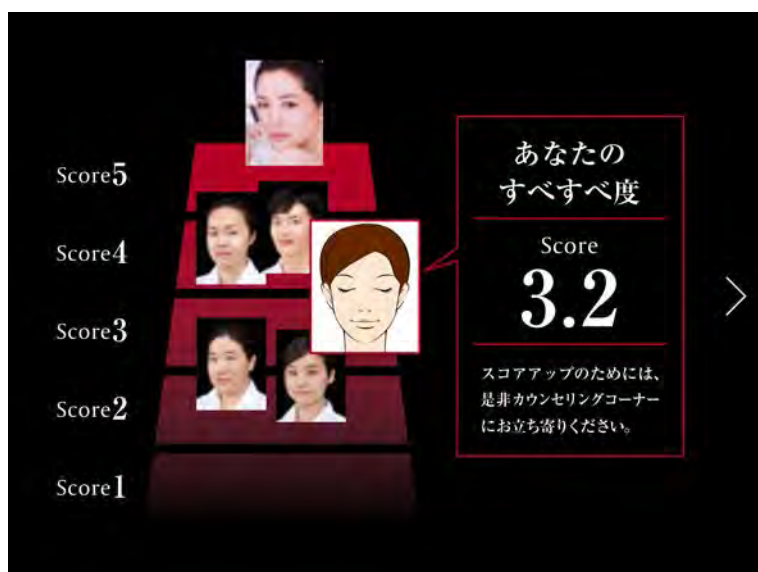 Score5
Score4
Score3
Score2
Score1
あなたの
すべすべ度
Score
3.2
スコアアップのためには、
是非カウンセリングコーナー
にお立ち寄りください。